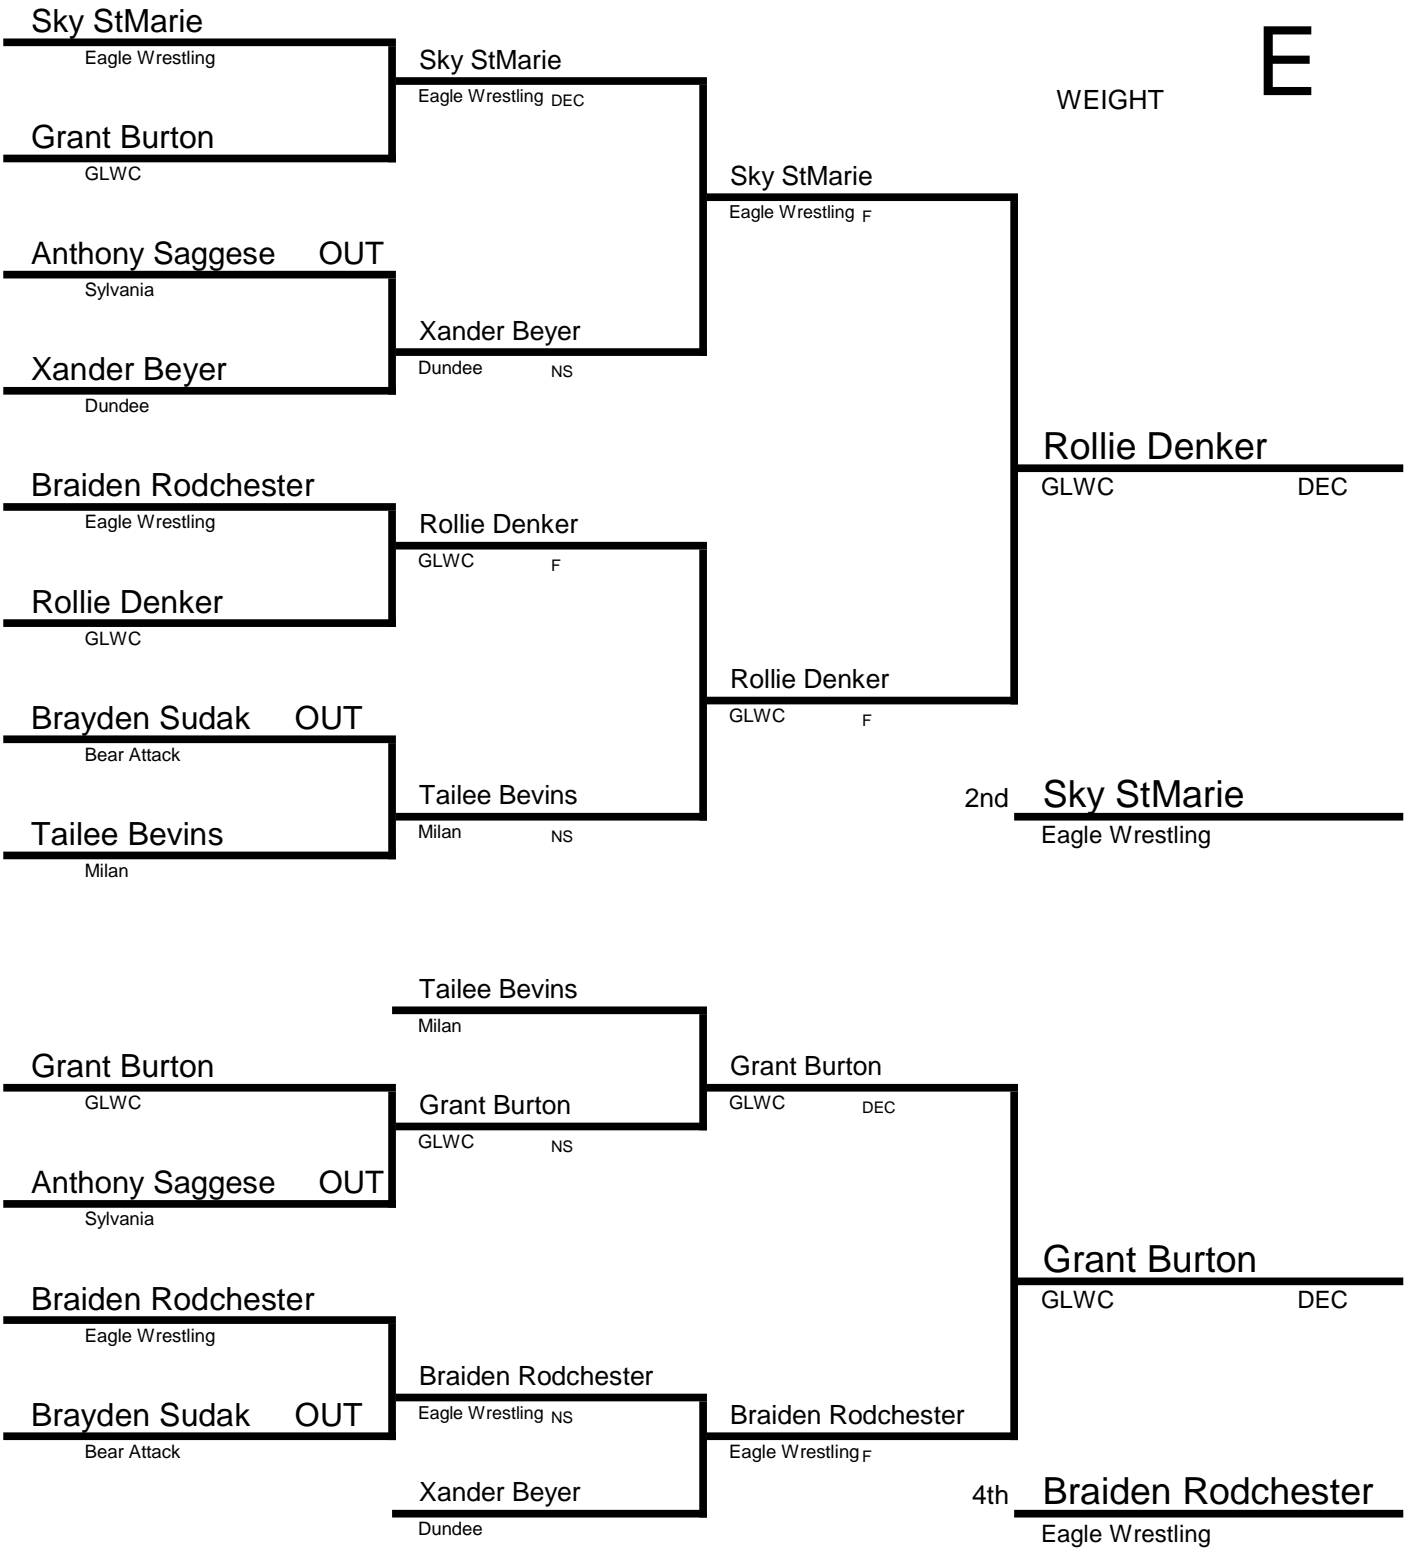 Sky StMarie
Eagle Wrestling
Sky StMarie
Eagle Wrestling DEC
E
WEIGHT
Grant Burton
GLWC
Sky StMarie
Eagle Wrestling F
Anthony Saggese OUT
Sylvania
Xander Beyer
Dundee NS
Xander Beyer
Dundee
Rollie Denker
GLWC DEC
Braiden Rodchester
Eagle Wrestling
Rollie Denker
GLWC F
Rollie Denker
GLWC
Rollie Denker
GLWC F
Brayden Sudak OUT
Bear Attack
Tailee Bevins
Milan NS
2nd Sky StMarie
Eagle Wrestling
Tailee Bevins
Milan
Tailee Bevins
Milan
Grant Burton
GLWC
Grant Burton
GLWC DEC
Grant Burton
GLWC NS
Anthony Saggese OUT
Sylvania
Grant Burton
GLWC DEC
Braiden Rodchester
Eagle Wrestling
Braiden Rodchester
Eagle Wrestling NS
Brayden Sudak OUT
Bear Attack
Braiden Rodchester
Eagle Wrestling F
Xander Beyer
Dundee
4th Braiden Rodchester
Eagle Wrestling